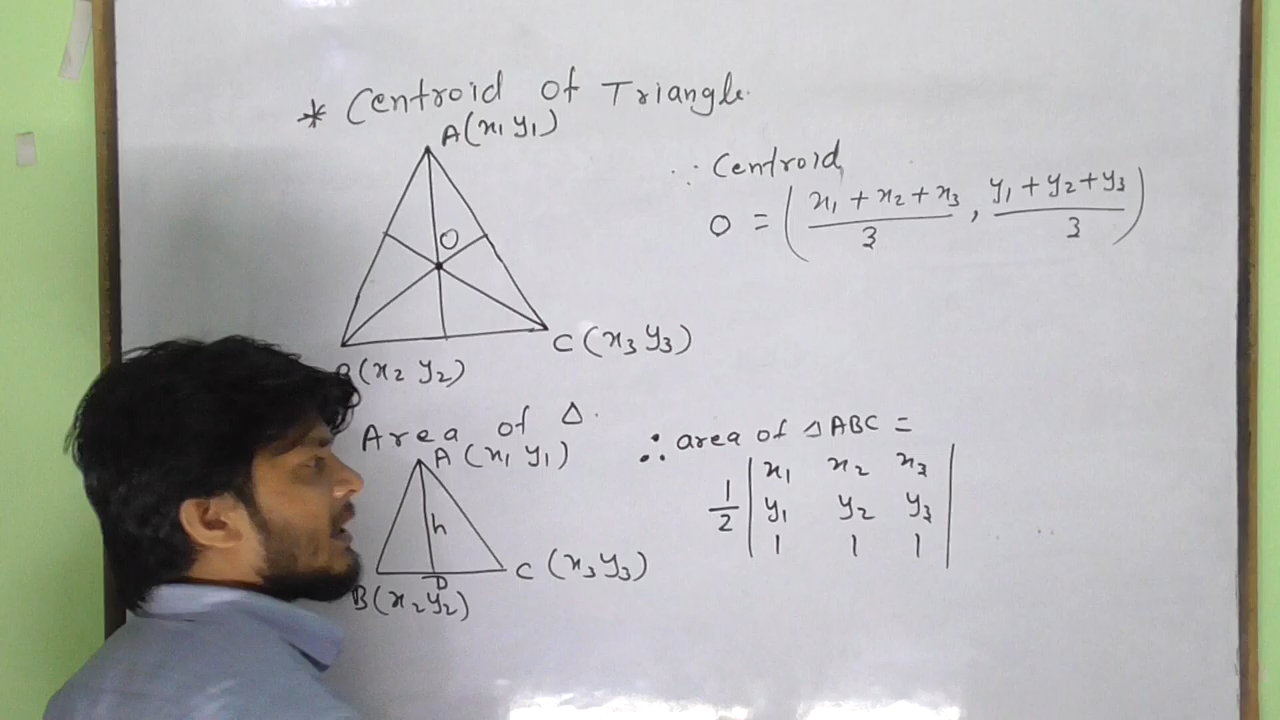 * Centroid of Triangle.
A(x1 y1)
O
B(x2 y2)
C(x3 y3)
∴ Centroid,
O = (x1 + x2 + x3 / 3 , y1 + y2 + y3 / 3)
Area of Δ.
A(x1 y1)
h
D
B(x2 y2)
C(x3 y3)
∴ area of ΔABC =
1/2 | x1 x2 x3 |
| y1 y2 y3 |
| 1 1 1 |